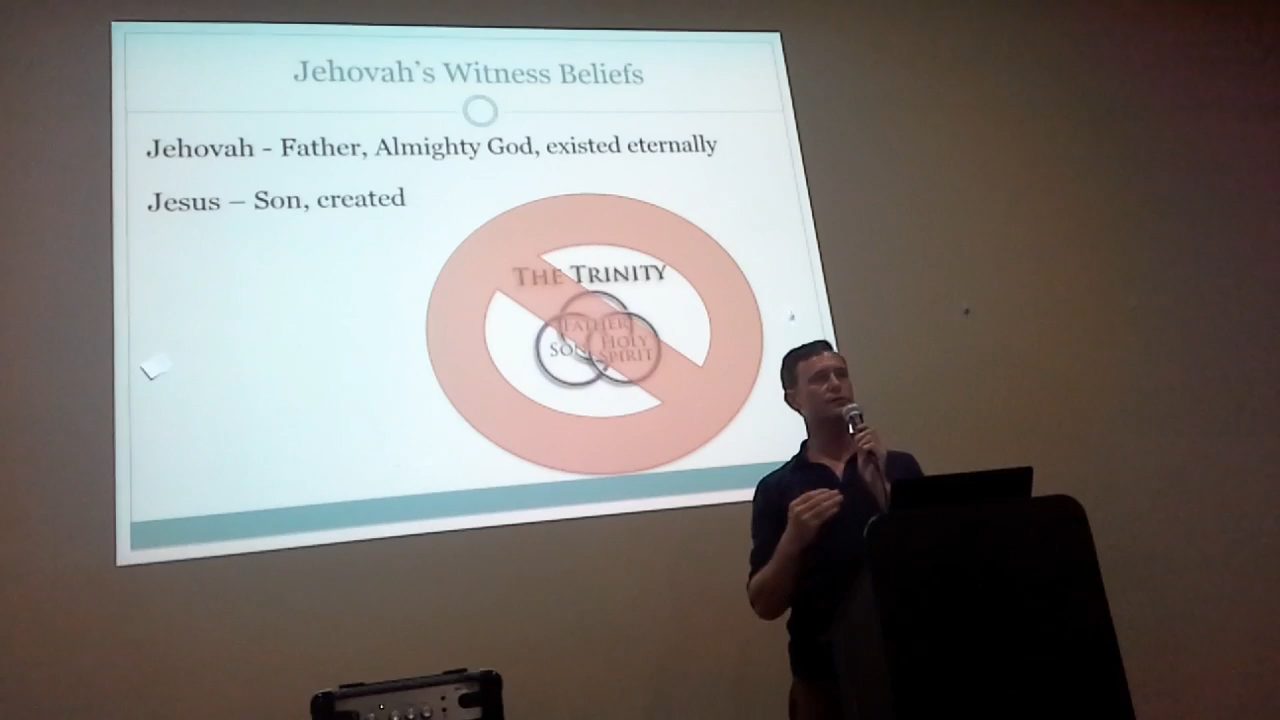 Jehovah's Witness Beliefs
Jehovah - Father, Almighty God, existed eternally
Jesus – Son, created
THE TRINITY
FATHER
SON
HOLY
SPIRIT